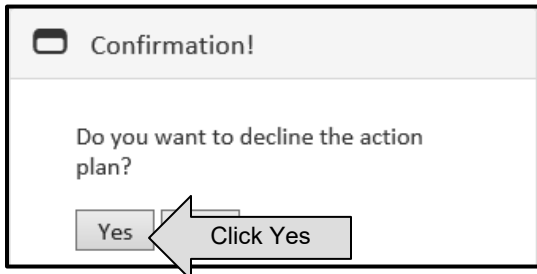 Confirmation!
Do you want to decline the action
plan?
Yes
Click Yes